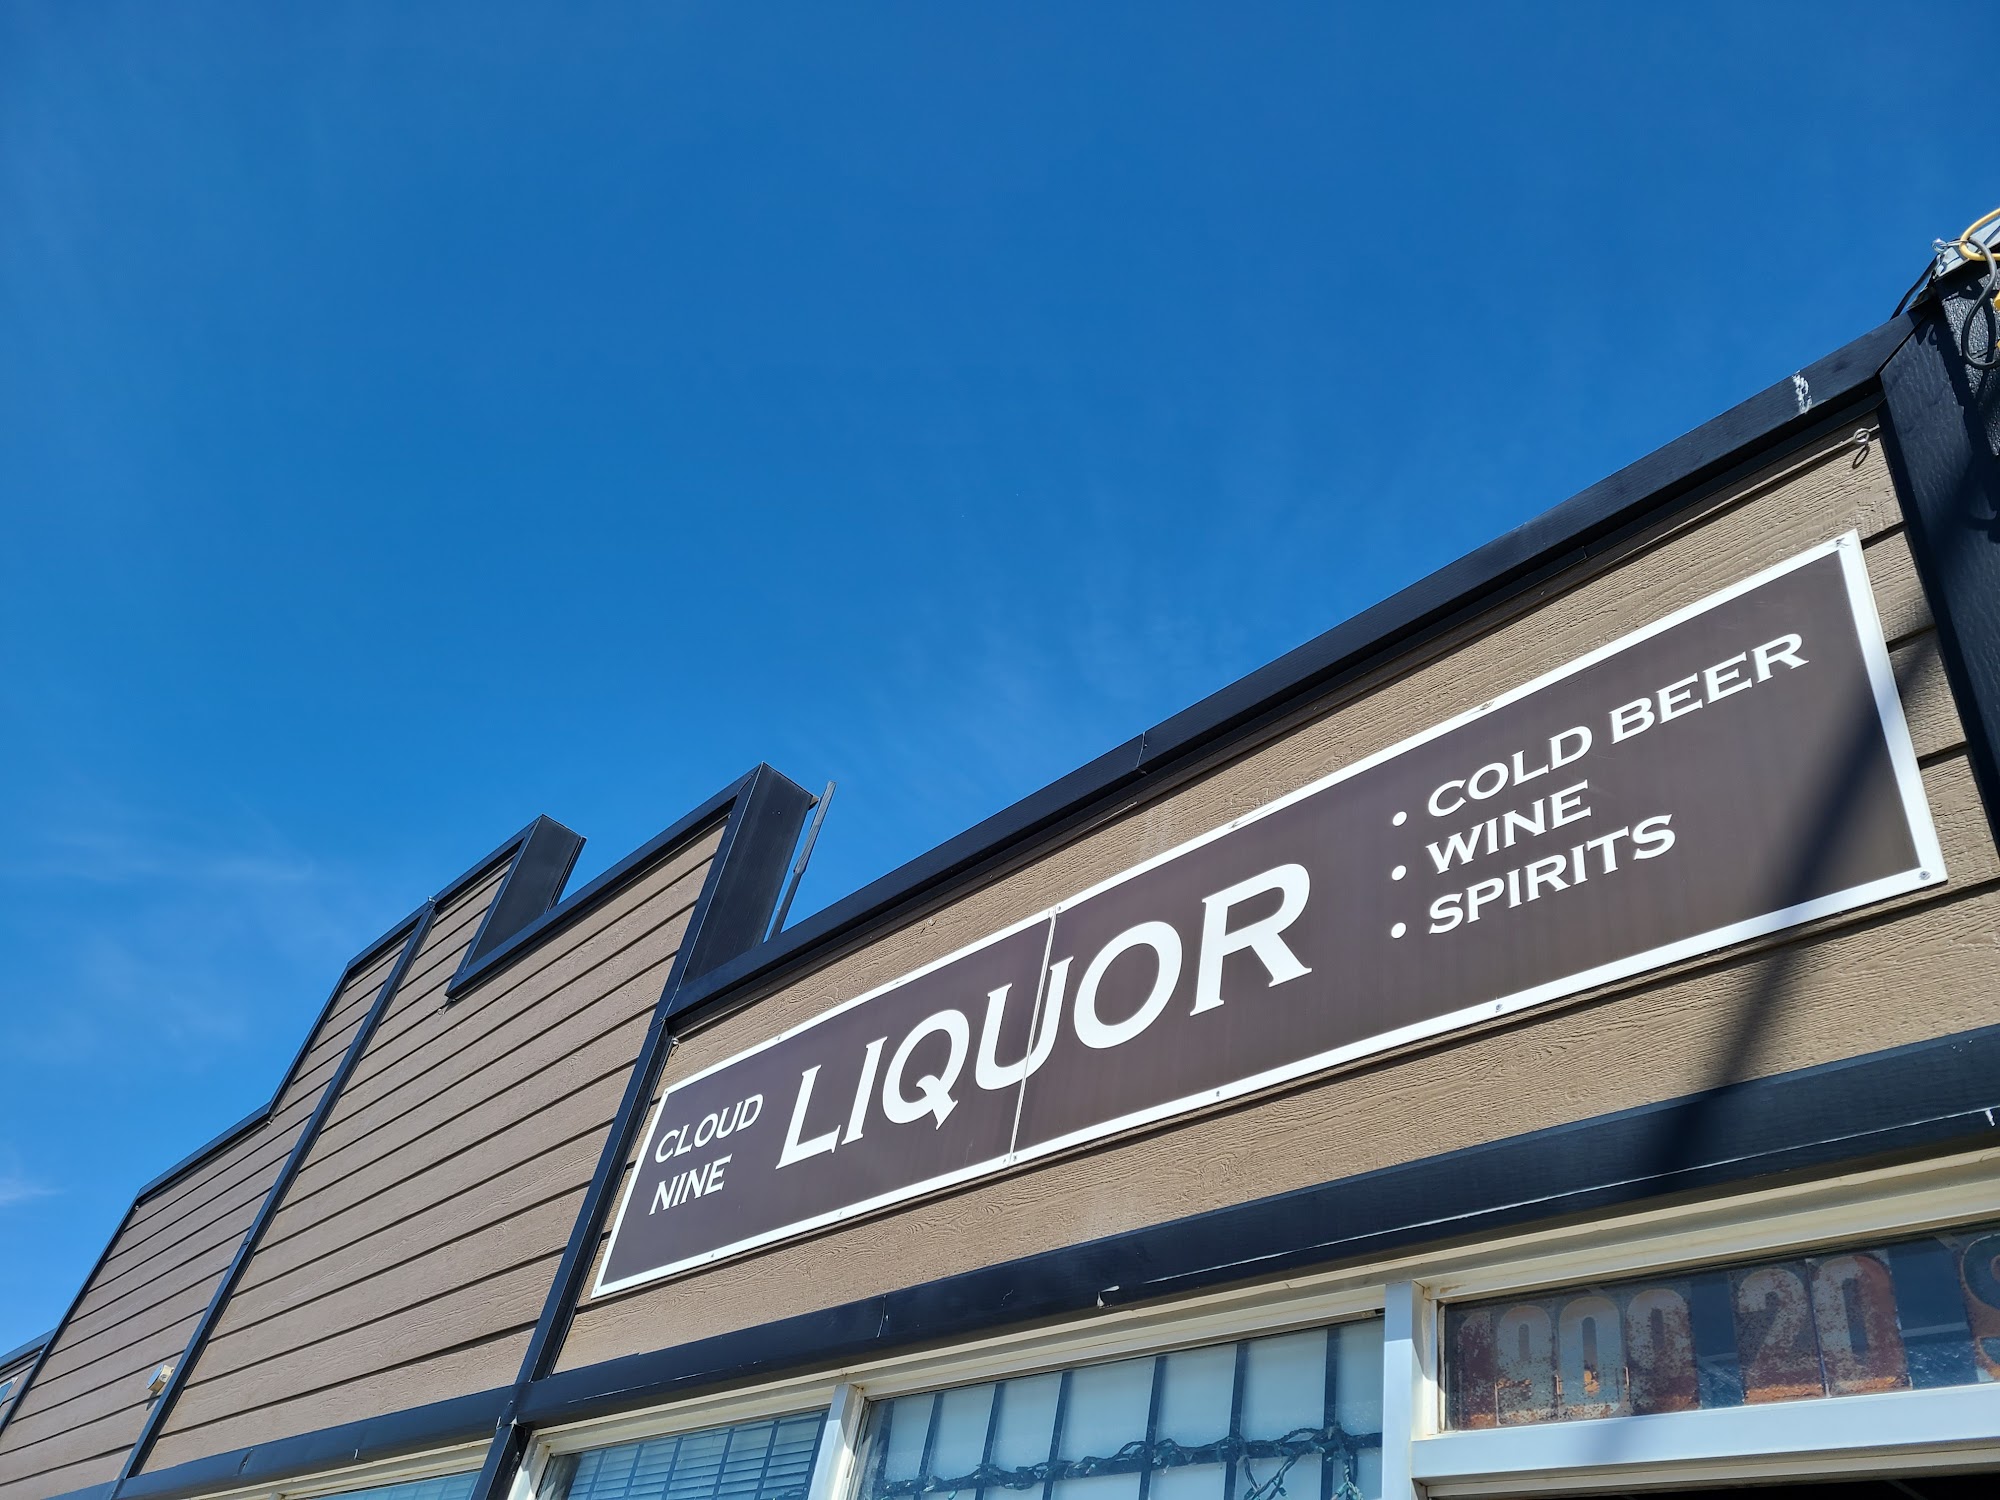 CLOUD
NINE
LIQUOR
• COLD BEER
• WINE
• SPIRITS